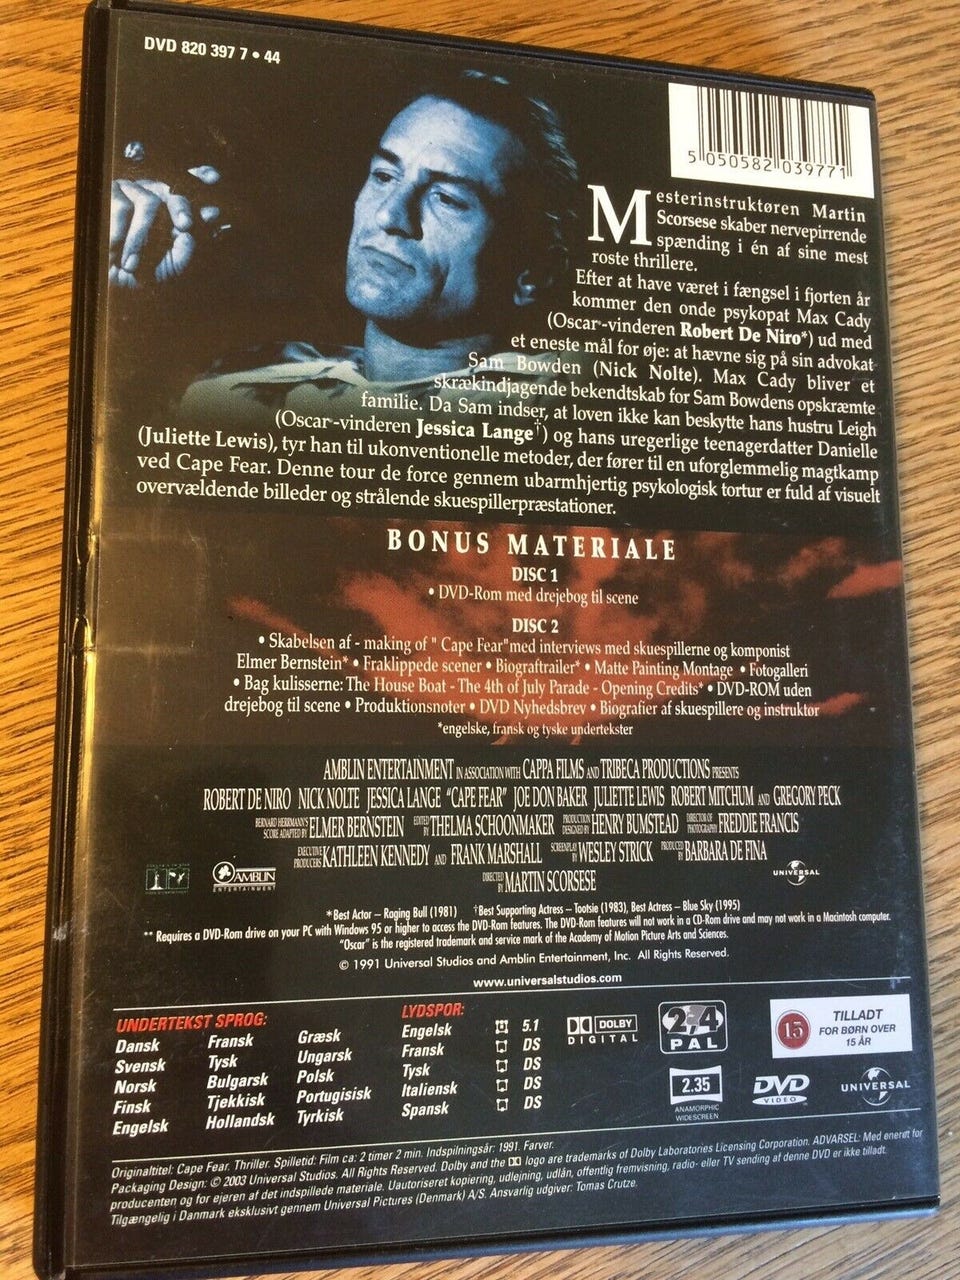 DVD 820 397 7 • 44
5 050582 039771
Mesterinstruktøren Martin
Scorsese skaber nervepirrende
spænding i én af sine mest
roste thrillere.
Efter at have været i fængsel i fjorten år
kommer den onde psykopat Max Cady
(Oscar®-vinderen Robert De Niro*) ud med
et eneste mål for øje: at hævne sig på sin advokat
Sam Bowden (Nick Nolte). Max Cady bliver et
skrækindjagende bekendtskab for Sam Bowdens opskræmte
familie. Da Sam indser, at loven ikke kan beskytte hans hustru Leigh
(Oscar®-vinderen Jessica Lange†) og hans uregerlige teenagerdatter Danielle
(Juliette Lewis), tyr han til ukonventionelle metoder, der fører til en uforglemmelig magtkamp
ved Cape Fear. Denne tour de force gennem ubarmhjertig psykologisk tortur er fuld af visuelt
overvældende billeder og strålende skuespillerpræstationer.
BONUS MATERIALE
DISC 1
• DVD-Rom med drejebog til scene
DISC 2
• Skabelsen af - making of " Cape Fear"med interviews med skuespillerne og komponist
Elmer Bernstein* • Fraklippede scener • Biograftrailer* • Matte Painting Montage • Fotogalleri
• Bag kulisserne: The House Boat - The 4th of July Parade - Opening Credits* • DVD-ROM uden
drejebog til scene • Produktionsnoter • DVD Nyhedsbrev • Biografier af skuespillere og instruktør
*engelske, fransk og tyske undertekster
AMBLIN ENTERTAINMENT IN ASSOCIATION WITH CAPPA FILMS AND TRIBECA PRODUCTIONS PRESENTS
ROBERT DE NIRO NICK NOLTE JESSICA LANGE "CAPE FEAR" JOE DON BAKER JULIETTE LEWIS ROBERT MITCHUM AND GREGORY PECK
BERNARD HERRMANN'S SCORE ADAPTED BY ELMER BERNSTEIN EDITED BY THELMA SCHOONMAKER PRODUCTION DESIGNED BY HENRY BUMSTEAD DIRECTOR OF PHOTOGRAPHY FREDDIE FRANCIS
EXECUTIVE PRODUCERS KATHLEEN KENNEDY AND FRANK MARSHALL SCREENPLAY BY WESLEY STRICK PRODUCED BY BARBARA DE FINA
DIRECTED BY MARTIN SCORSESE
AMBLIN
ENTERTAINMENT
UNIVERSAL
*Best Actor – Raging Bull (1981) †Best Supporting Actress – Tootsie (1983), Best Actress – Blue Sky (1995)
** Requires a DVD-Rom drive on your PC with Windows 95 or higher to access the DVD-Rom features. The DVD-Rom features will not work in a CD-Rom drive and may not work in a Macintosh computer.
"Oscar" is the registered trademark and service mark of the Academy of Motion Picture Arts and Sciences.
© 1991 Universal Studios and Amblin Entertainment, Inc. All Rights Reserved.
www.universalstudios.com
UNDERTEKST SPROG:
Dansk Fransk Græsk
Svensk Tysk Ungarsk
Norsk Bulgarsk Polsk
Finsk Tjekkisk Portugisisk
Engelsk Hollandsk Tyrkisk
LYDSPOR:
Engelsk 5.1
Fransk DS
Tysk DS
Italiensk DS
Spansk DS
DOLBY
DIGITAL
2,4
PAL
15
TILLADT
FOR BØRN OVER
15 ÅR
2.35
ANAMORPHIC
WIDESCREEN
DVD
VIDEO
UNIVERSAL
Originaltitel: Cape Fear. Thriller. Spilletid: Film ca: 2 timer 2 min. Indspilningsår: 1991. Farver.
Packaging Design: © 2003 Universal Studios. All Rights Reserved. Dolby and the DD logo are trademarks of Dolby Laboratories Licensing Corporation. ADVARSEL: Med eneret for
producenten og for ejeren af det indspillede materiale. Uautoriseret kopiering, udlejning, udlån, offentlig fremvisning, radio- eller TV sending af denne DVD er ikke tilladt.
Tilgængelig i Danmark eksklusivt gennem Universal Pictures (Denmark) A/S. Ansvarlig udgiver: Tomas Crutze.